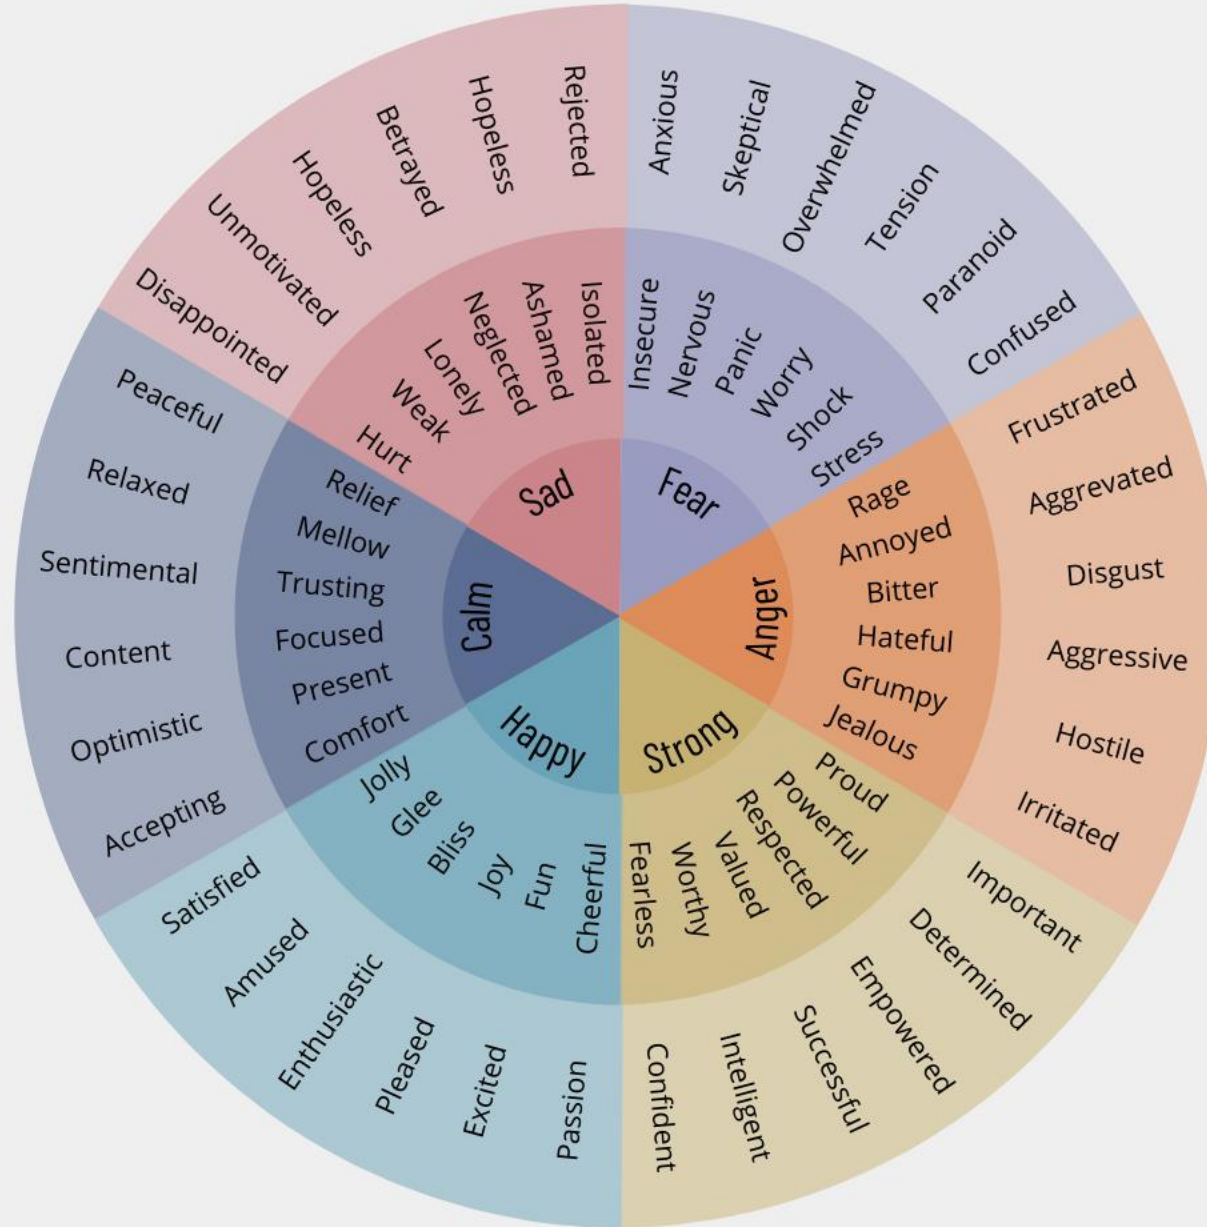 Sad
Fear
Anger
Strong
Happy
Calm
Hurt
Weak
Lonely
Neglected
Ashamed
Isolated
Insecure
Nervous
Panic
Worry
Shock
Stress
Rage
Annoyed
Bitter
Hateful
Grumpy
Jealous
Proud
Powerful
Respected
Valued
Worthy
Fearless
Cheerful
Fun
Joy
Bliss
Glee
Jolly
Comfort
Present
Focused
Trusting
Mellow
Relief
Disappointed
Unmotivated
Hopeless
Betrayed
Hopeless
Rejected
Anxious
Skeptical
Overwhelmed
Tension
Paranoid
Confused
Frustrated
Aggrevated
Disgust
Aggressive
Hostile
Irritated
Important
Determined
Empowered
Successful
Intelligent
Confident
Passion
Excited
Pleased
Enthusiastic
Amused
Satisfied
Accepting
Optimistic
Content
Sentimental
Relaxed
Peaceful